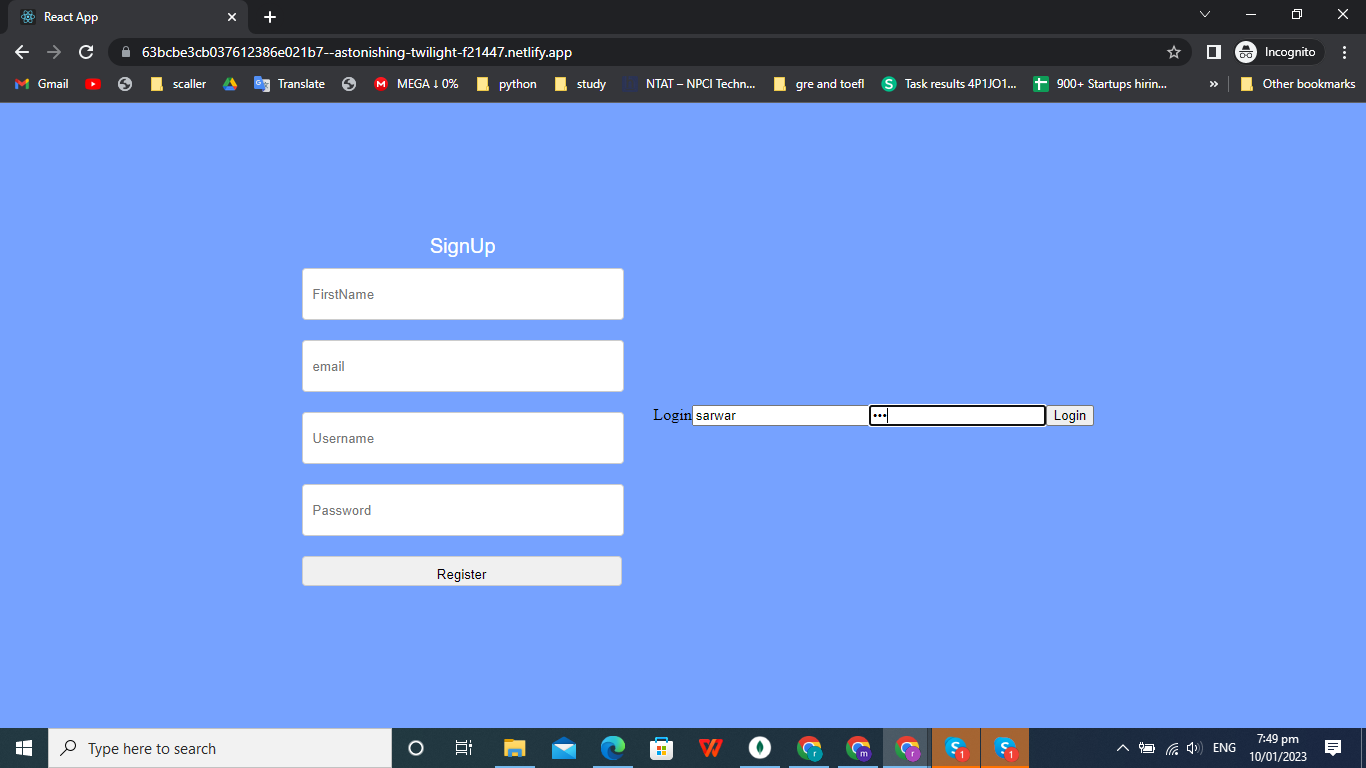 React App
63bcbe3cb037612386e021b7--astonishing-twilight-f21447.netlify.app
Incognito
Gmail scaller Translate MEGA ↓ 0% python study NTAT – NPCI Techn... gre and toefl Task results 4P1JO1... 900+ Startups hirin... » Other bookmarks
SignUp
FirstName
email
Username
Password
Register
Login sarwar ••• Login
Type here to search
ENG
7:49 pm
10/01/2023